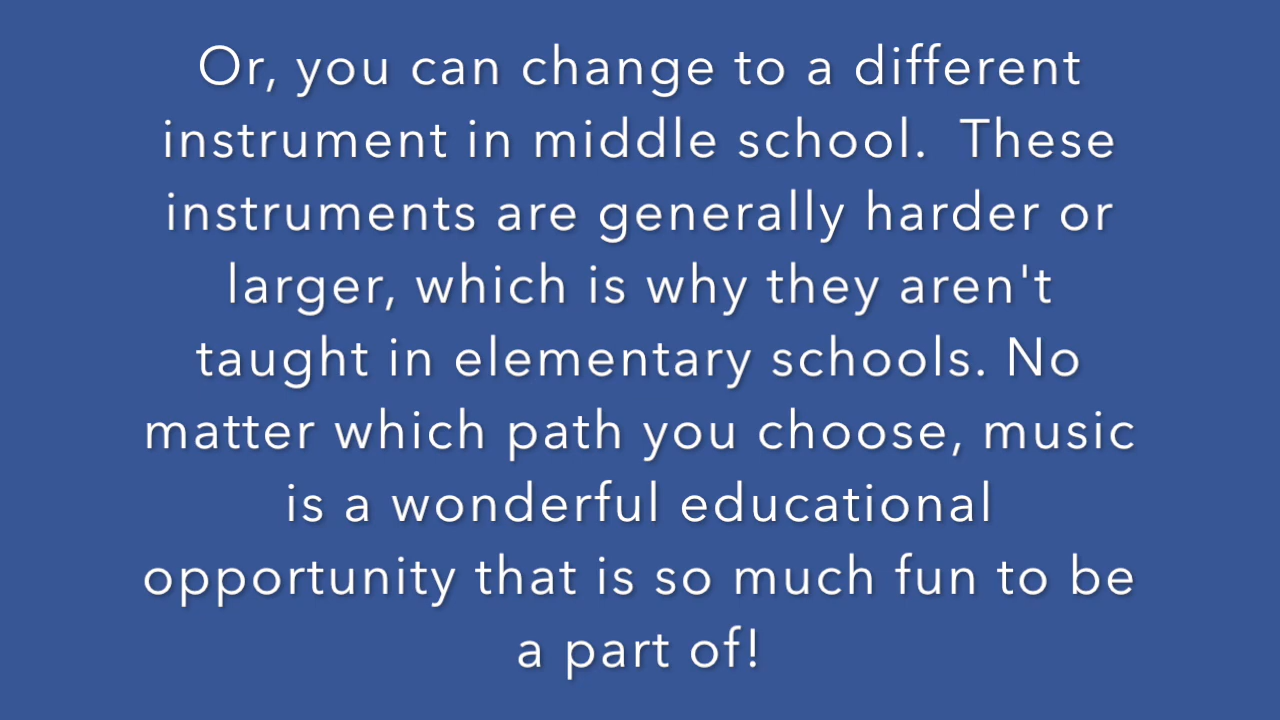 Or, you can change to a different
instrument in middle school.  These
instruments are generally harder or
larger, which is why they aren't
taught in elementary schools. No
matter which path you choose, music
is a wonderful educational
opportunity that is so much fun to be
a part of!